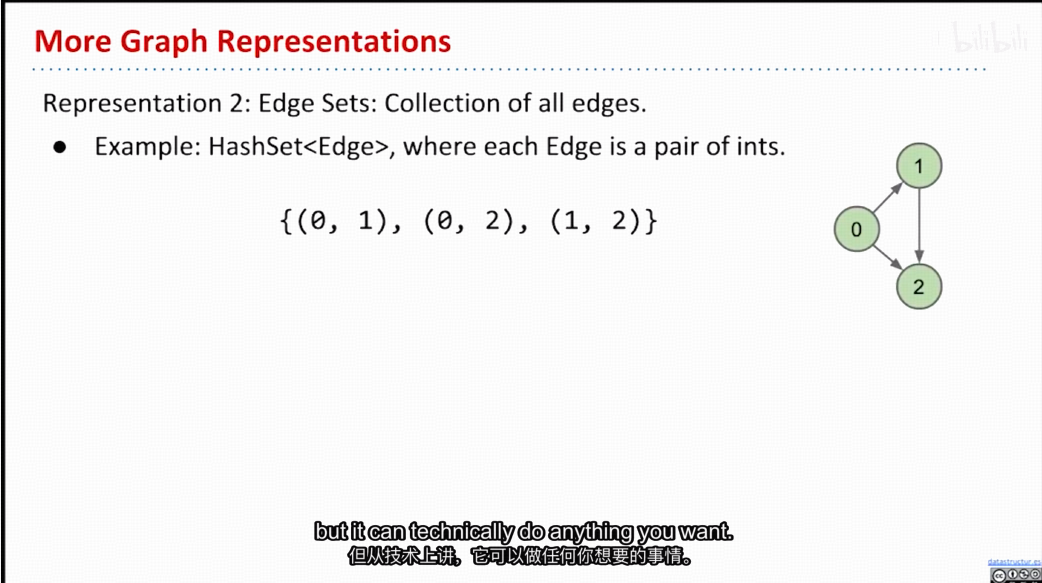 More Graph Representations
bilibili
Representation 2: Edge Sets: Collection of all edges.
● Example: HashSet<Edge>, where each Edge is a pair of ints.
{(0, 1), (0, 2), (1, 2)}
1
0
2
but it can technically do anything you want.
但从技术上讲，它可以做任何你想要的事情。
datastructur.es